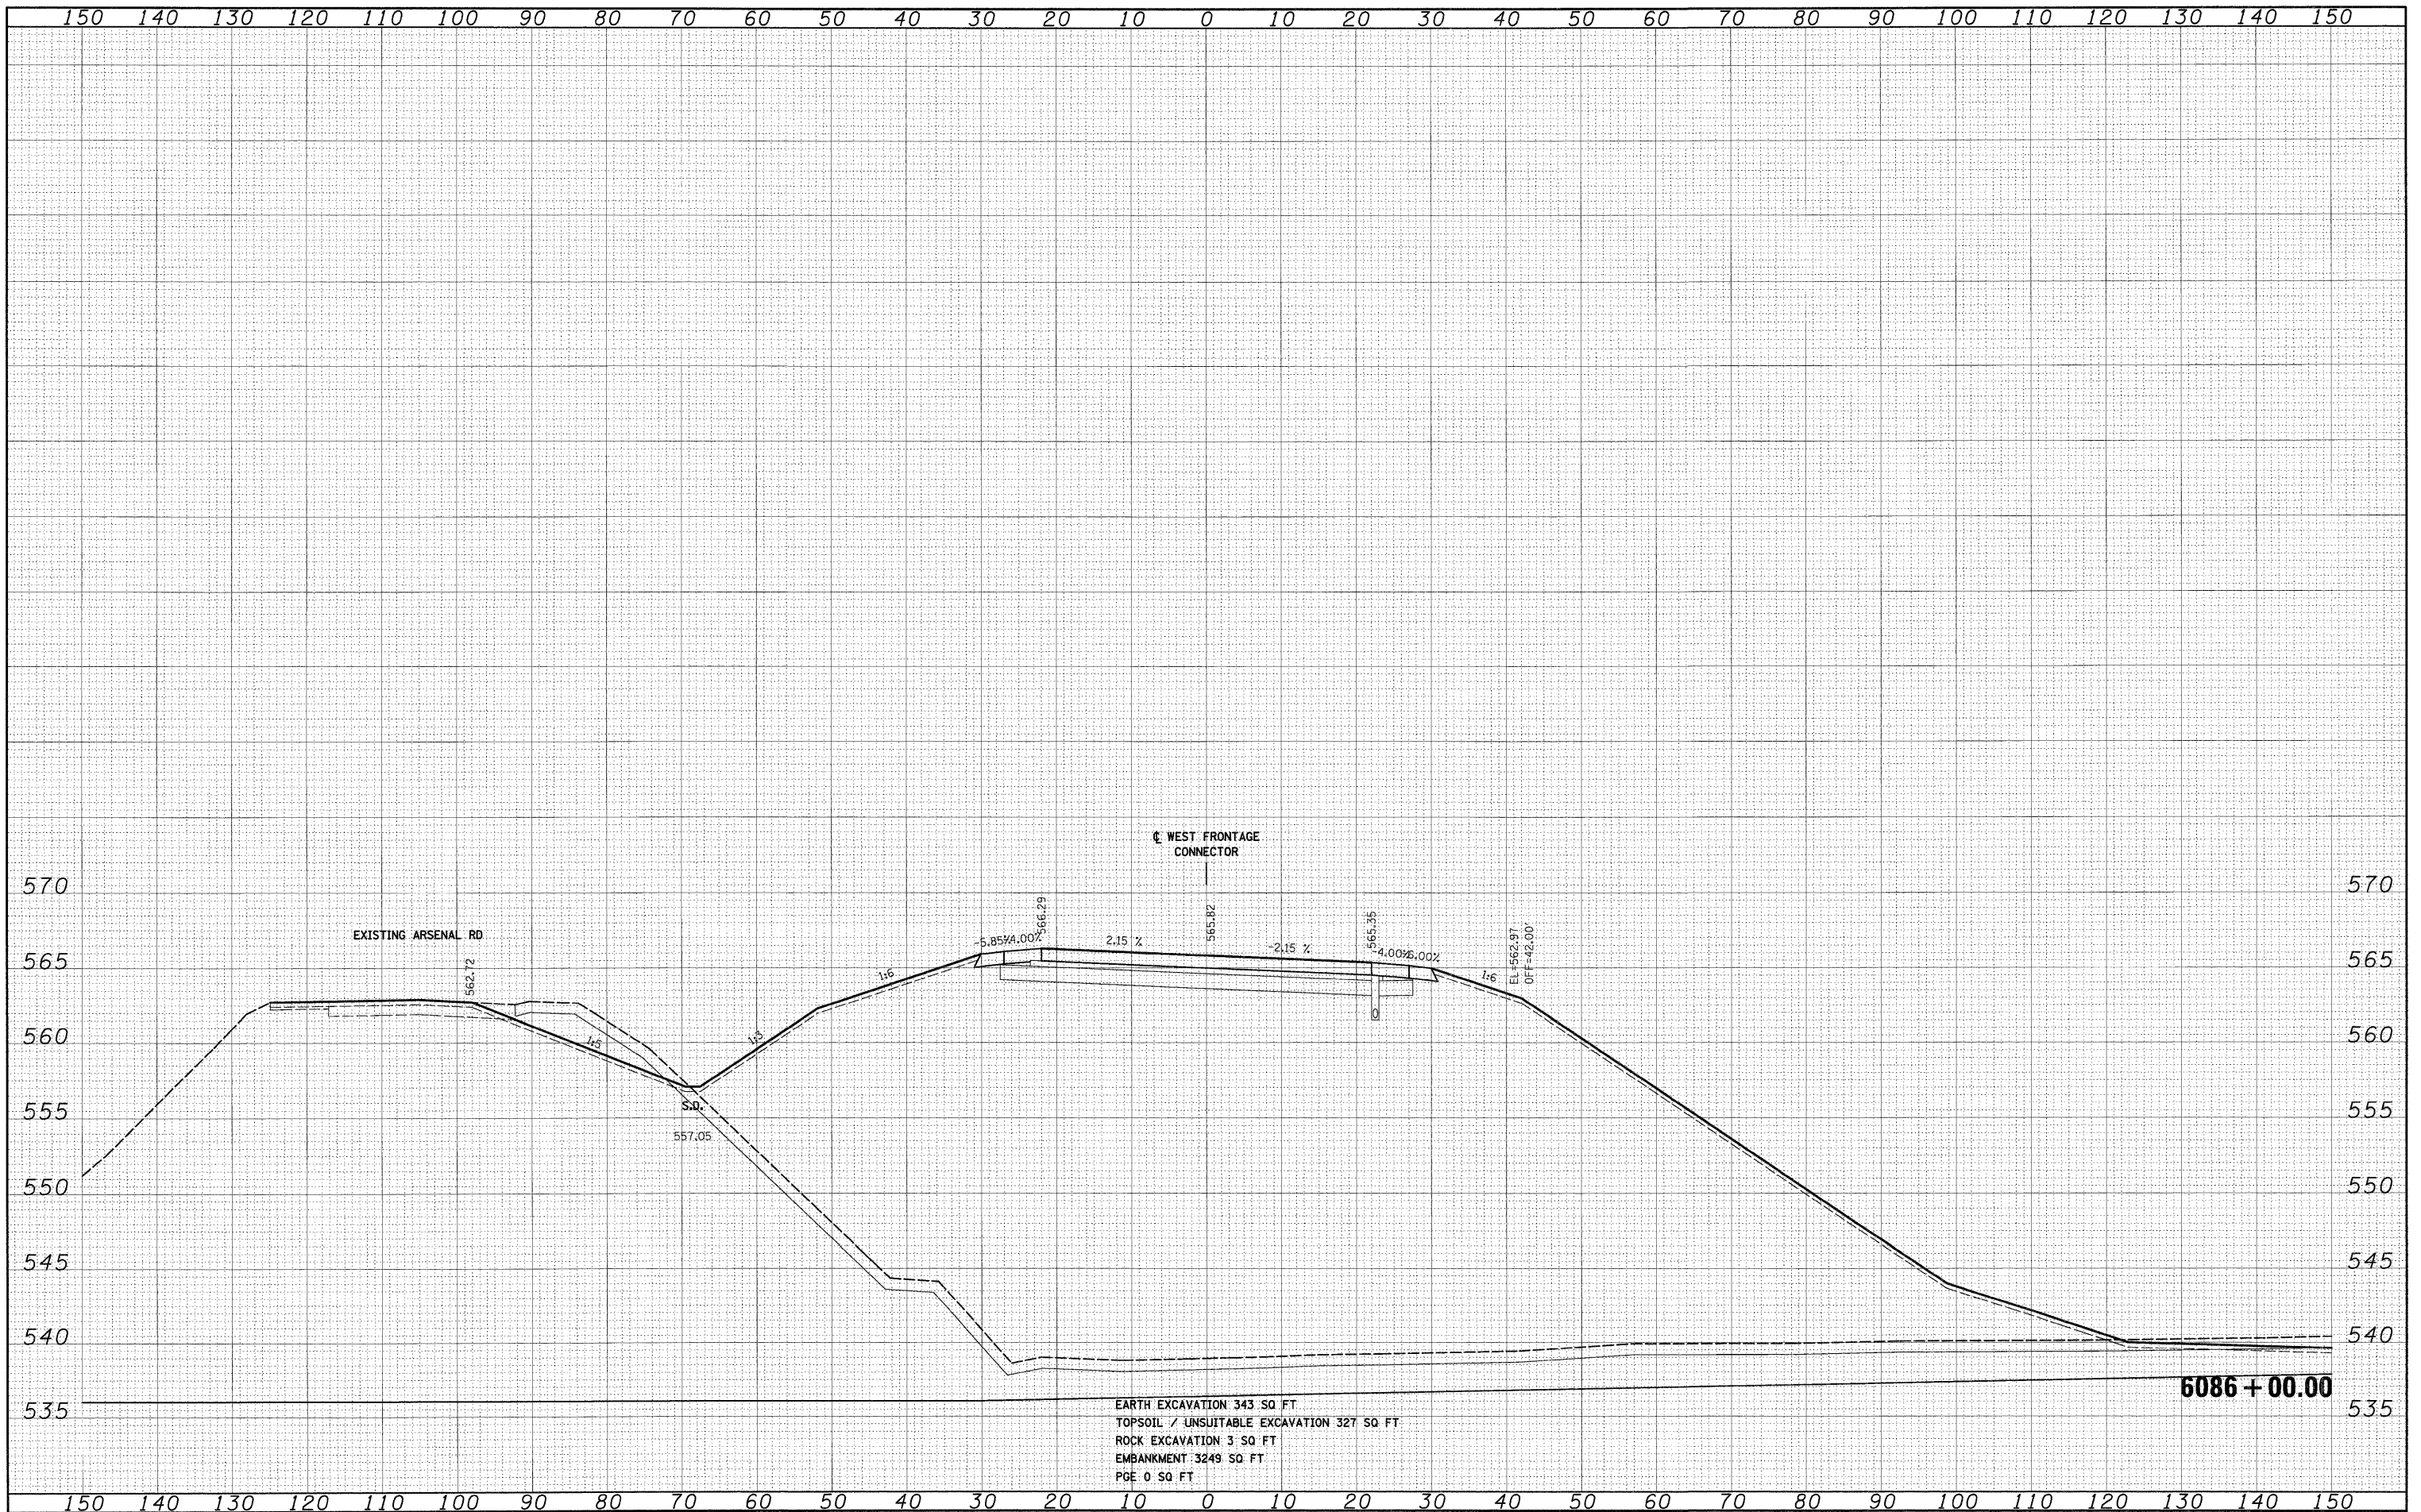 150 140 130 120 110 100 90 80 70 60 50 40 30 20 10 0 10 20 30 40 50 60 70 80 90 100 110 120 130 140 150
℄ WEST FRONTAGE
CONNECTOR
570 570
EXISTING ARSENAL RD
562.72
-5.85% -4.00%
566.29
2.15 %
565.82
-2.15 %
565.35
-4.00% -6.00%
EL=562.97
OFF=42.00'
565 565
1:6
1:6
560 560
1:5
1:3
555 555
S.D.
557.05
550 550
545 545
540 540
6086 + 00.00
535 535
EARTH EXCAVATION 343 SQ FT
TOPSOIL / UNSUITABLE EXCAVATION 327 SQ FT
ROCK EXCAVATION 3 SQ FT
EMBANKMENT 3249 SQ FT
PGE 0 SQ FT
150 140 130 120 110 100 90 80 70 60 50 40 30 20 10 0 10 20 30 40 50 60 70 80 90 100 110 120 130 140 150